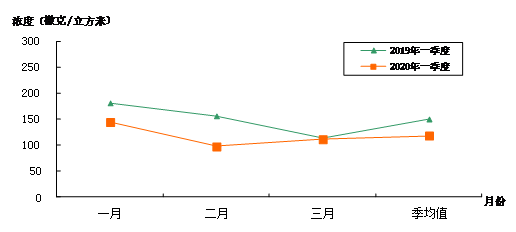 浓度（微克/立方米）
300
250
200
150
100
50
0
2019年一季度
2020年一季度
一月
二月
三月
季均值
月份